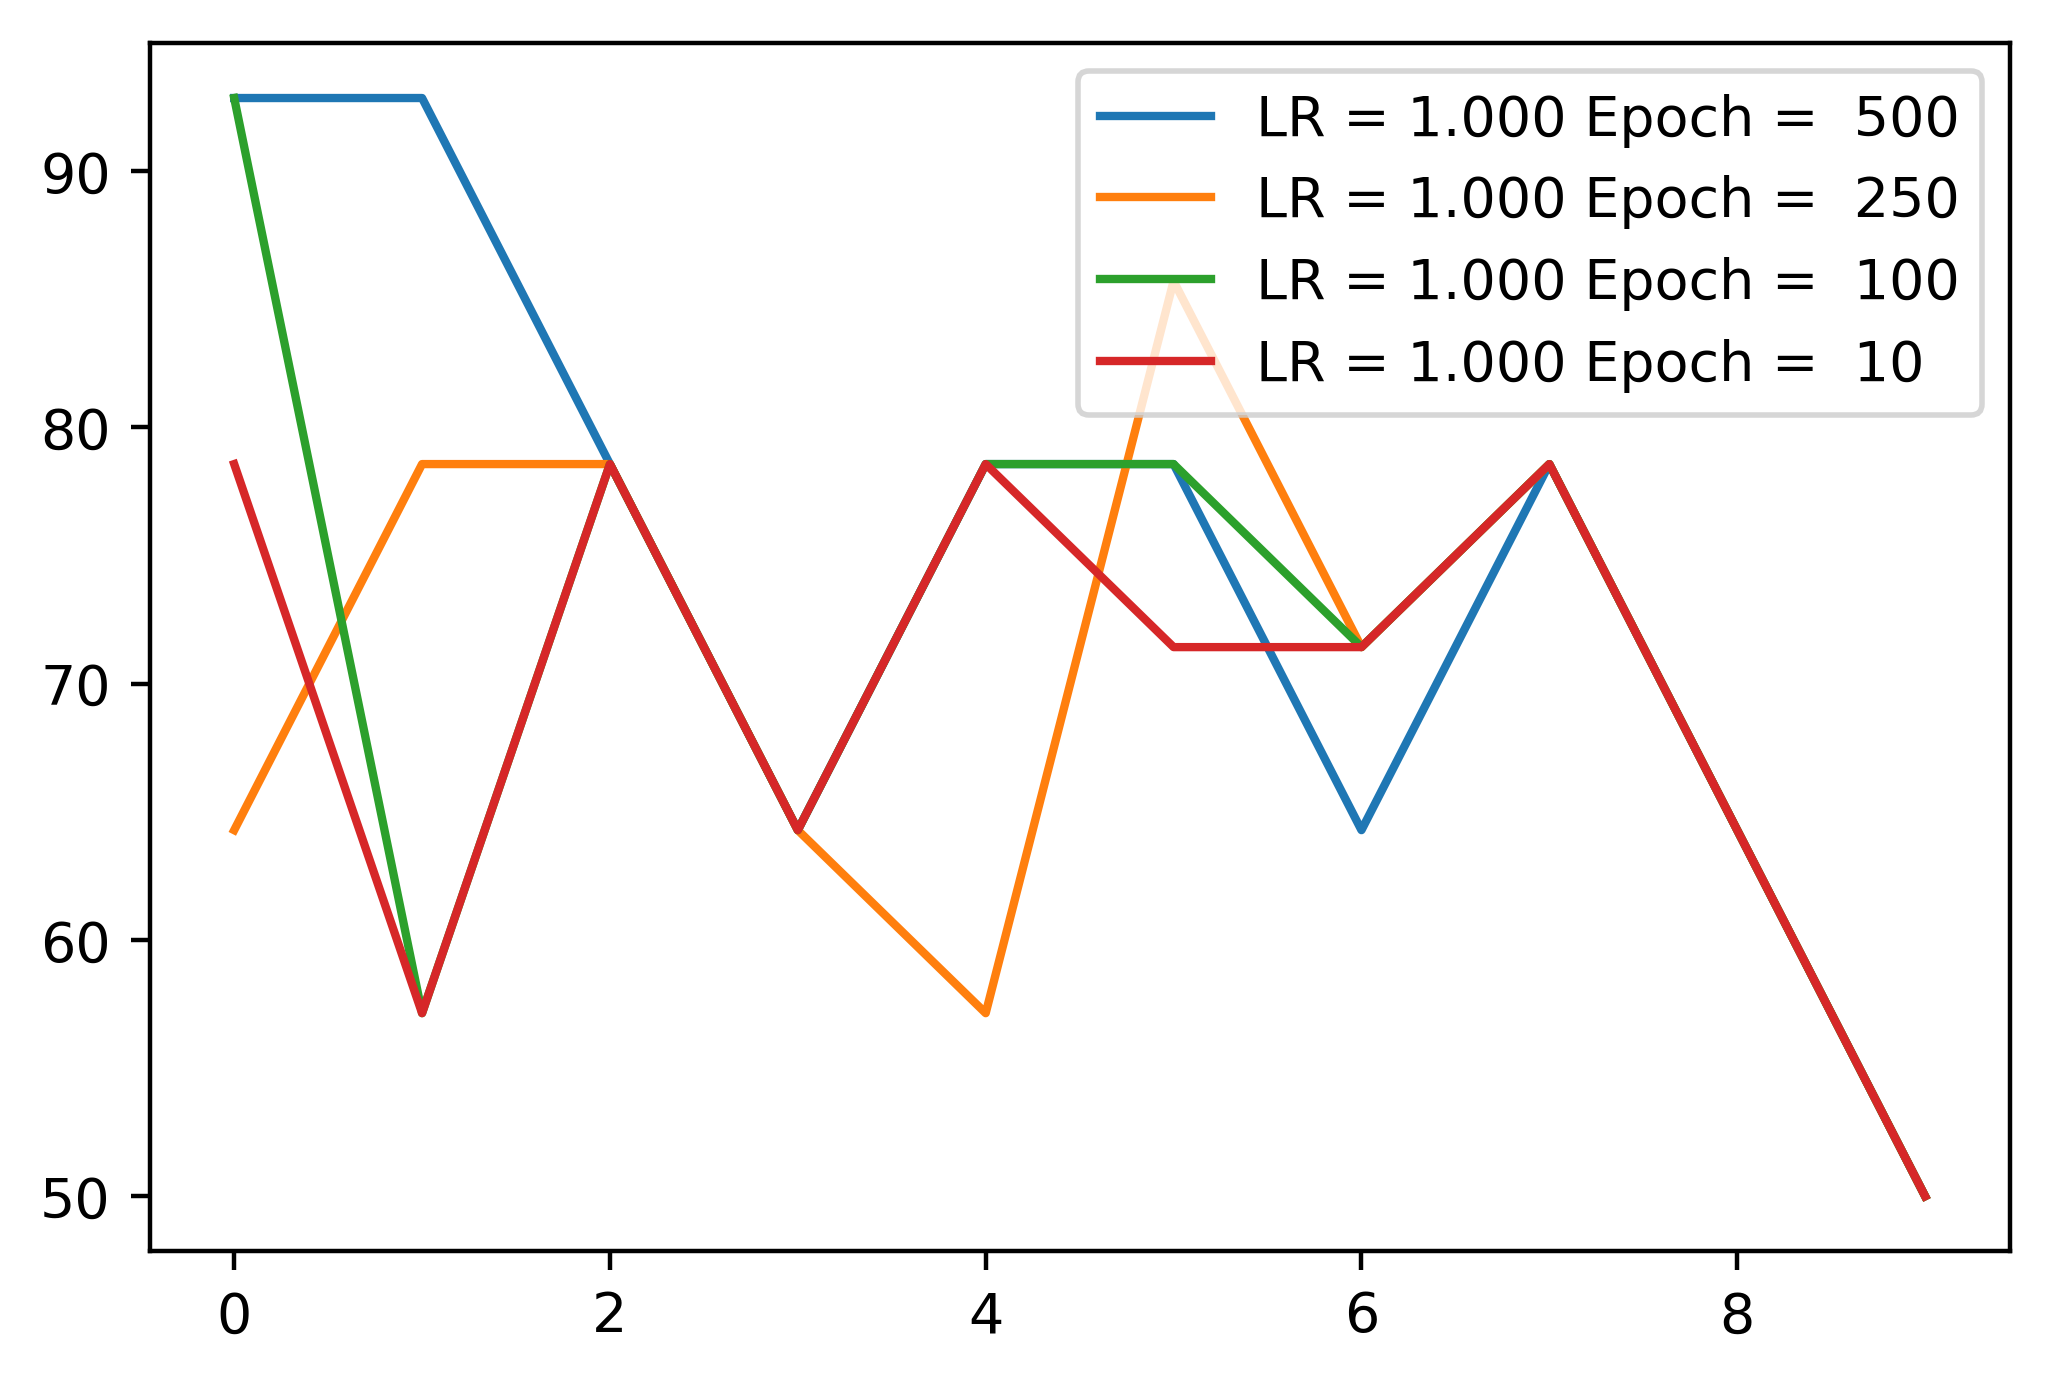 LR = 1.000 Epoch =  500
90
LR = 1.000 Epoch =  250
LR = 1.000 Epoch =  100
LR = 1.000 Epoch =  10
80
70
60
50
0 2 4 6 8